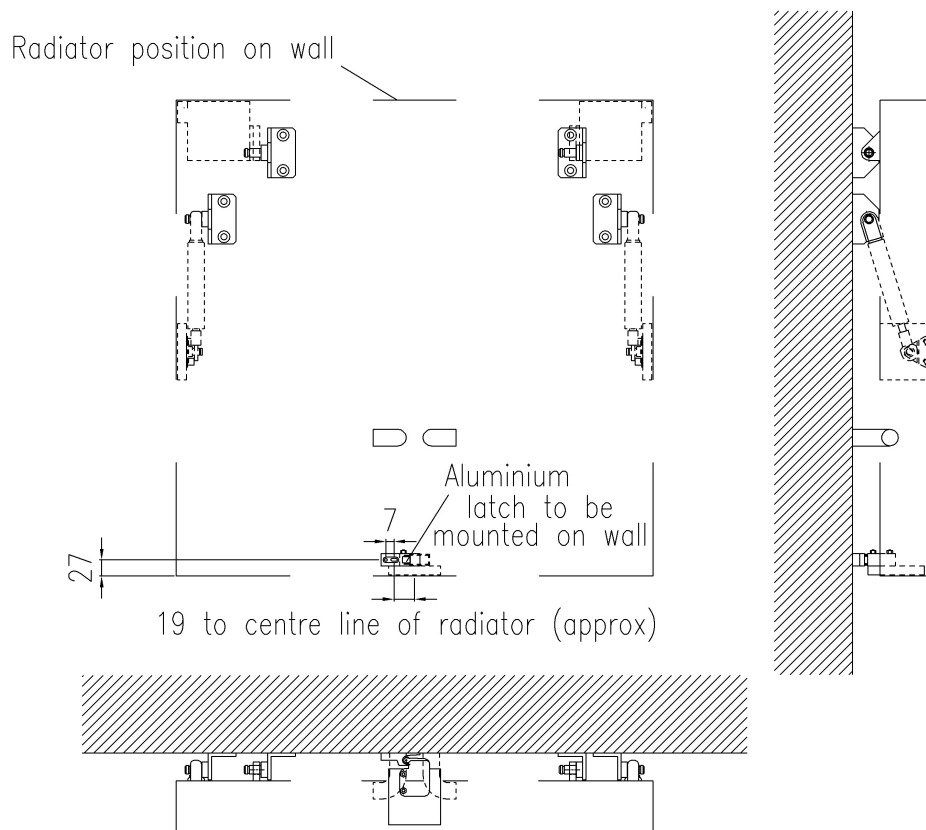 Radiator position on wall
Aluminium
latch to be
mounted on wall
7
27
19 to centre line of radiator (approx)